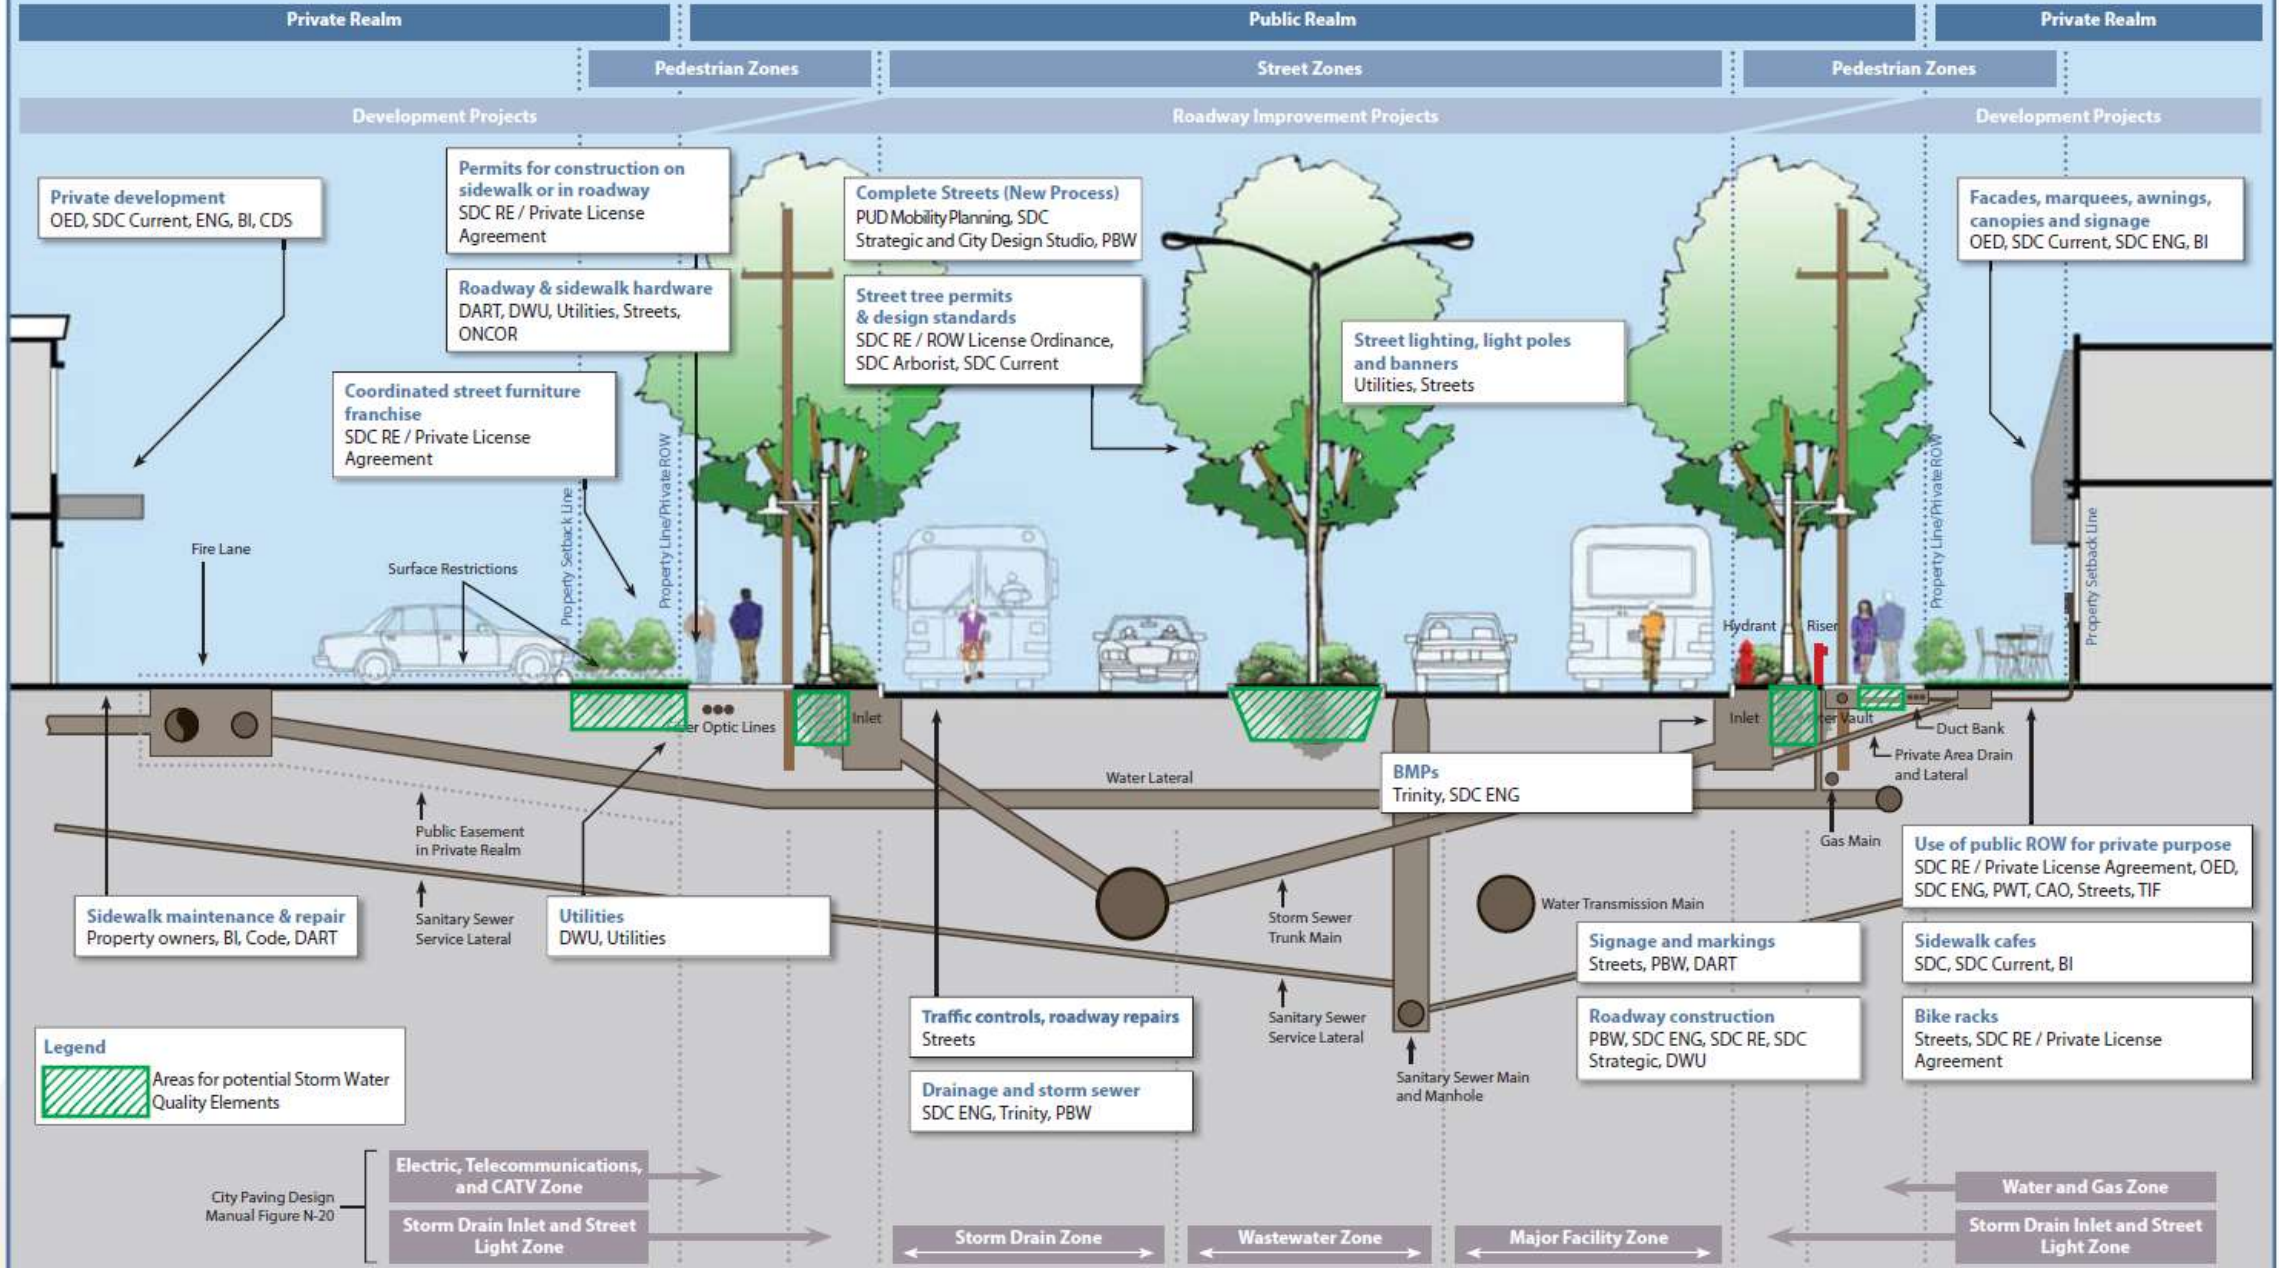 Private Realm
Public Realm
Private Realm
Pedestrian Zones
Street Zones
Pedestrian Zones
Development Projects
Roadway Improvement Projects
Development Projects
Private development
OED, SDC Current, ENG, BI, CDS
Permits for construction on
sidewalk or in roadway
SDC RE / Private License
Agreement
Roadway & sidewalk hardware
DART, DWU, Utilities, Streets,
ONCOR
Coordinated street furniture
franchise
SDC RE / Private License
Agreement
Complete Streets (New Process)
PUD Mobility Planning, SDC
Strategic and City Design Studio, PBW
Street tree permits
& design standards
SDC RE / ROW License Ordinance,
SDC Arborist, SDC Current
Street lighting, light poles
and banners
Utilities, Streets
Facades, marquees, awnings,
canopies and signage
OED, SDC Current, SDC ENG, BI
Fire Lane
Surface Restrictions
Property Setback Line
Property Line/Private ROW
Property Line/Private ROW
Property Setback Line
Hydrant
Riser
Optic Lines
Inlet
Inlet
Vault
Duct Bank
Private Area Drain
and Lateral
Water Lateral
BMPs
Trinity, SDC ENG
Public Easement
in Private Realm
Gas Main
Use of public ROW for private purpose
SDC RE / Private License Agreement, OED,
SDC ENG, PWT, CAO, Streets, TIF
Sidewalk maintenance & repair
Property owners, BI, Code, DART
Sanitary Sewer
Service Lateral
Utilities
DWU, Utilities
Storm Sewer
Trunk Main
Water Transmission Main
Signage and markings
Streets, PBW, DART
Sidewalk cafes
SDC, SDC Current, BI
Traffic controls, roadway repairs
Streets
Sanitary Sewer
Service Lateral
Roadway construction
PBW, SDC ENG, SDC RE, SDC
Strategic, DWU
Bike racks
Streets, SDC RE / Private License
Agreement
Legend
Areas for potential Storm Water
Quality Elements
Drainage and storm sewer
SDC ENG, Trinity, PBW
Sanitary Sewer Main
and Manhole
City Paving Design
Manual Figure N-20
Electric, Telecommunications,
and CATV Zone
Storm Drain Inlet and Street
Light Zone
Storm Drain Zone
Wastewater Zone
Major Facility Zone
Water and Gas Zone
Storm Drain Inlet and Street
Light Zone